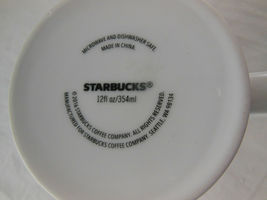 MICROWAVE AND DISHWASHER SAFE.
MADE IN CHINA.
STARBUCKS®
12fl oz/354ml
© 2016 STARBUCKS COFFEE COMPANY. ALL RIGHTS RESERVED.
MANUFACTURED FOR STARBUCKS COFFEE COMPANY. SEATTLE, WA 98134